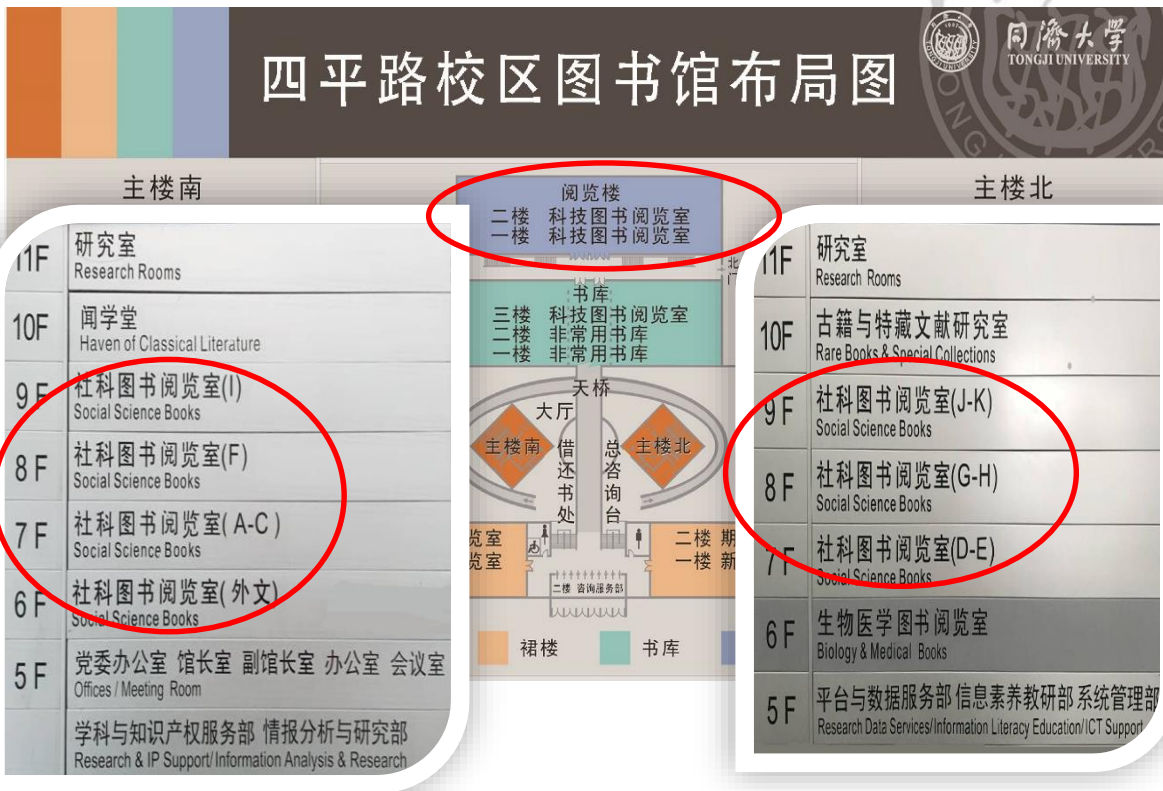 四平路校区图书馆布局图
同濟大学
TONGJI UNIVERSITY
主楼南
主楼北
阅览楼
二楼 科技图书阅览室
一楼 科技图书阅览室
书库
三楼 科技图书阅览室
二楼 非常用书库
一楼 非常用书库
天桥
大厅
主楼南
借还书处
总咨询台
主楼北
览室
览室
二楼 期
一楼 新
二楼 咨询服务部
裙楼
书库
北门
11F 研究室
Research Rooms
10F 闻学堂
Haven of Classical Literature
9F 社科图书阅览室(I)
Social Science Books
8F 社科图书阅览室(F)
Social Science Books
7F 社科图书阅览室(A-C)
Social Science Books
6F 社科图书阅览室(外文)
Social Science Books
5F 党委办公室 馆长室 副馆长室 办公室 会议室
Offices / Meeting Room
学科与知识产权服务部 情报分析与研究部
Research & IP Support/Information Analysis & Research
11F 研究室
Research Rooms
10F 古籍与特藏文献研究室
Rare Books & Special Collections
9F 社科图书阅览室(J-K)
Social Science Books
8F 社科图书阅览室(G-H)
Social Science Books
7F 社科图书阅览室(D-E)
Social Science Books
6F 生物医学图书阅览室
Biology & Medical Books
5F 平台与数据服务部 信息素养教研部 系统管理部
Research Data Services/Information Literacy Education/ICT Support